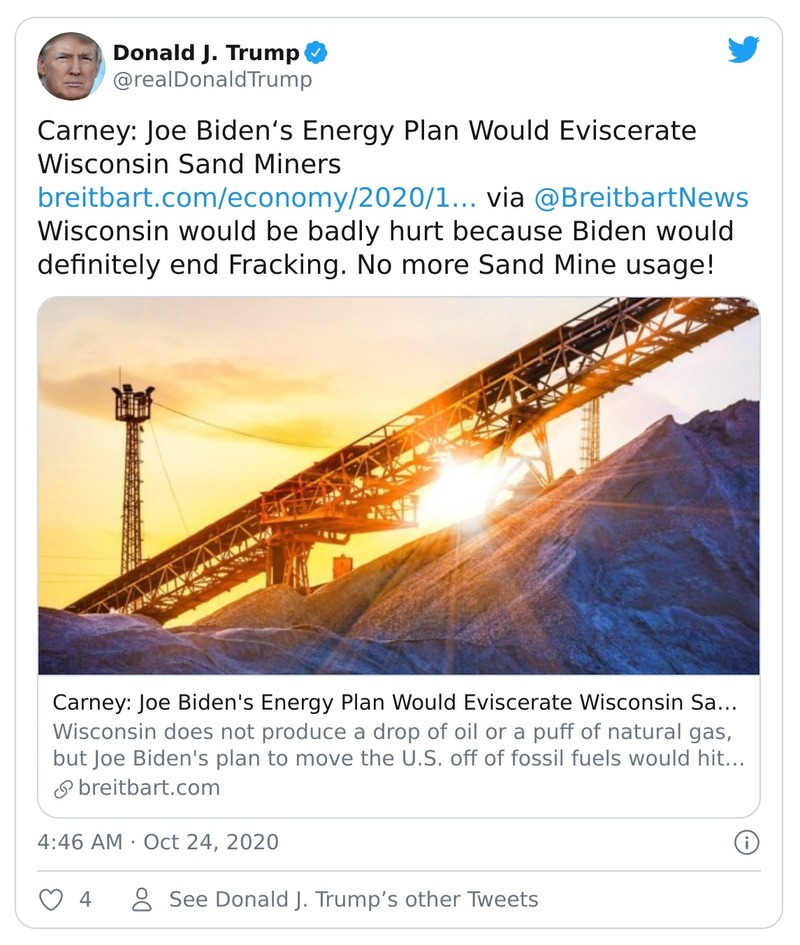 Donald J. Trump
@realDonaldTrump
Carney: Joe Biden‘s Energy Plan Would Eviscerate
Wisconsin Sand Miners
breitbart.com/economy/2020/1… via @BreitbartNews
Wisconsin would be badly hurt because Biden would
definitely end Fracking. No more Sand Mine usage!
Carney: Joe Biden's Energy Plan Would Eviscerate Wisconsin Sa…
Wisconsin does not produce a drop of oil or a puff of natural gas,
but Joe Biden's plan to move the U.S. off of fossil fuels would hit…
breitbart.com
4:46 AM · Oct 24, 2020
4 See Donald J. Trump’s other Tweets